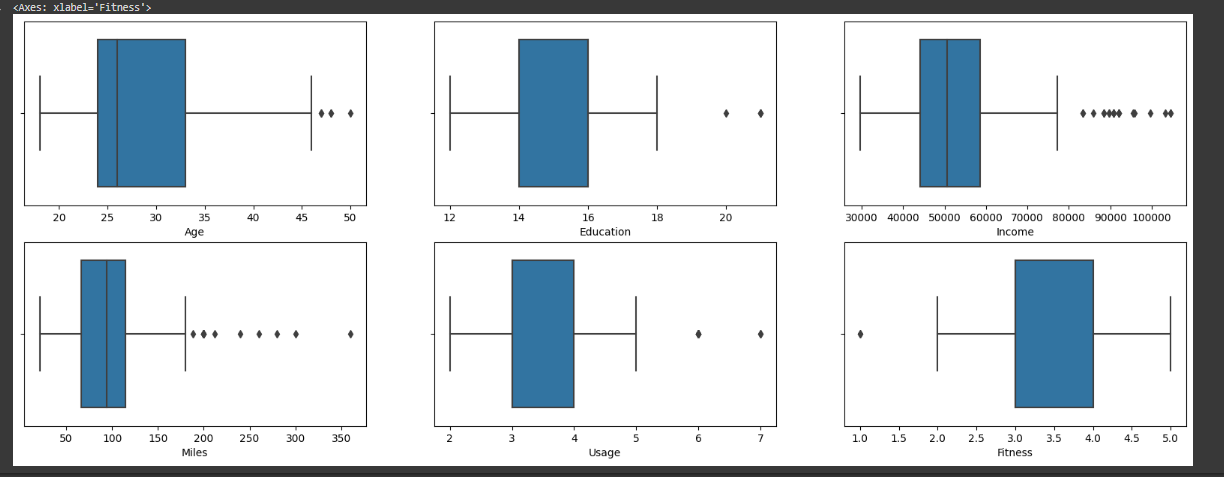 <Axes: xlabel='Fitness'>
20 25 30 35 40 45 50
Age
12 14 16 18 20
Education
30000 40000 50000 60000 70000 80000 90000 100000
Income
50 100 150 200 250 300 350
Miles
2 3 4 5 6 7
Usage
1.0 1.5 2.0 2.5 3.0 3.5 4.0 4.5 5.0
Fitness